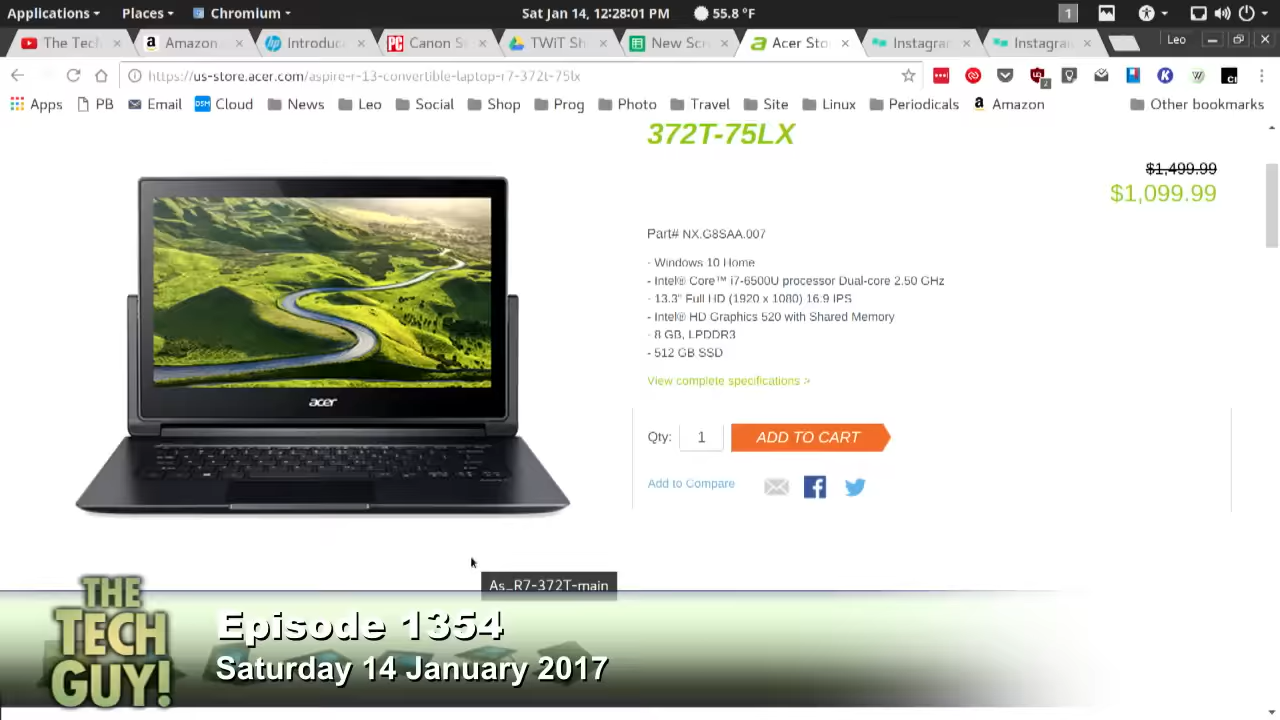 Applications Places Chromium Sat Jan 14, 12:28:01 PM 55.8 °F 1
The Tech Amazon Introduc Canon S TWiT Sh New Scr Acer Sto Instagra Instagra Leo
https://us-store.acer.com/aspire-r-13-convertible-laptop-r7-372t-75lx
Apps PB Email DSM Cloud News Leo Social Shop Prog Photo Travel Site Linux Periodicals Amazon Other bookmarks
372T-75LX
$1,499.99
$1,099.99
Part# NX.G8SAA.007
- Windows 10 Home
- Intel® Core™ i7-6500U processor Dual-core 2.50 GHz
- 13.3" Full HD (1920 x 1080) 16:9 IPS
- Intel® HD Graphics 520 with Shared Memory
- 8 GB, LPDDR3
- 512 GB SSD
View complete specifications >
acer
Qty: 1 ADD TO CART
Add to Compare
As_R7-372T-main
THE
TECH
GUY!
Episode 1354
Saturday 14 January 2017